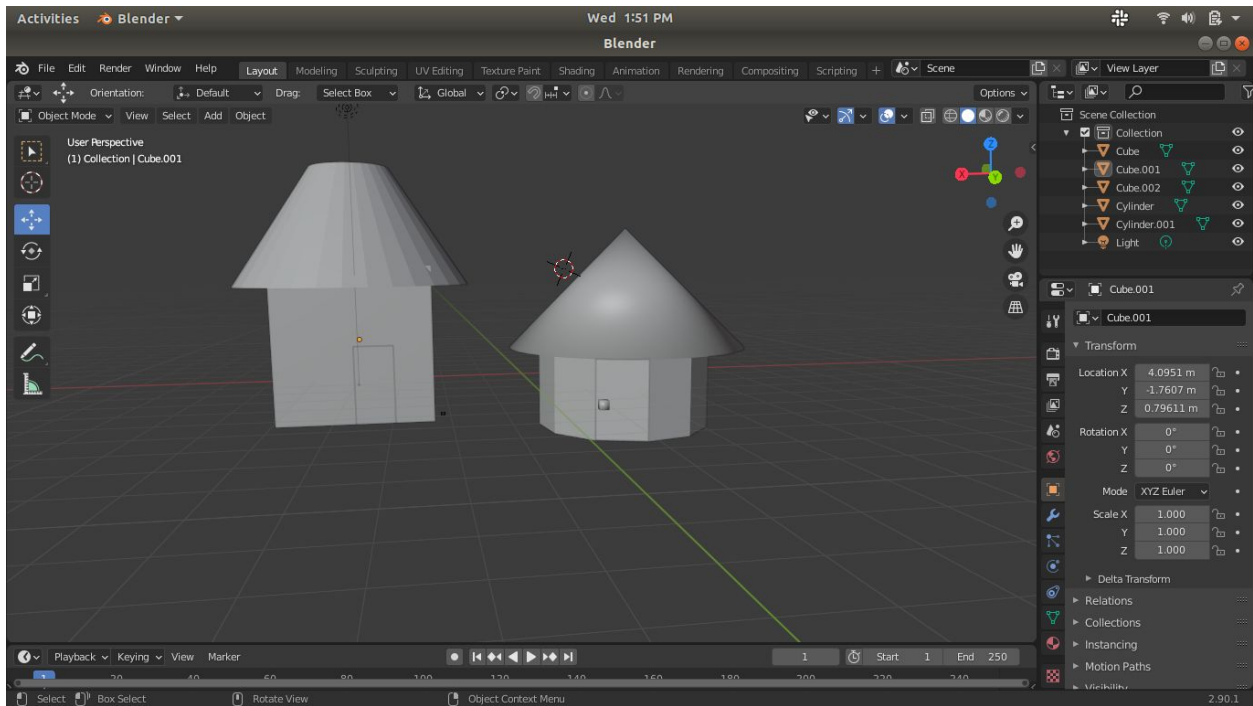 Activities Blender Wed 1:51 PM
Blender
File Edit Render Window Help Layout Modeling Sculpting UV Editing Texture Paint Shading Animation Rendering Compositing Scripting + Scene View Layer
Orientation: Default Drag: Select Box Global Options
Object Mode View Select Add Object
User Perspective
(1) Collection | Cube.001
Z
X
Y
Scene Collection
Collection
Cube
Cube.001
Cube.002
Cylinder
Cylinder.001
Light
Cube.001
Cube.001
Transform
Location X 4.0951 m
Y -1.7607 m
Z 0.79611 m
Rotation X 0°
Y 0°
Z 0°
Mode XYZ Euler
Scale X 1.000
Y 1.000
Z 1.000
Delta Transform
Relations
Collections
Instancing
Motion Paths
Visibility
Playback Keying View Marker 1 Start 1 End 250
1 20 40 60 80 100 120 140 160 180 200 220 240
Select Box Select Rotate View Object Context Menu 2.90.1